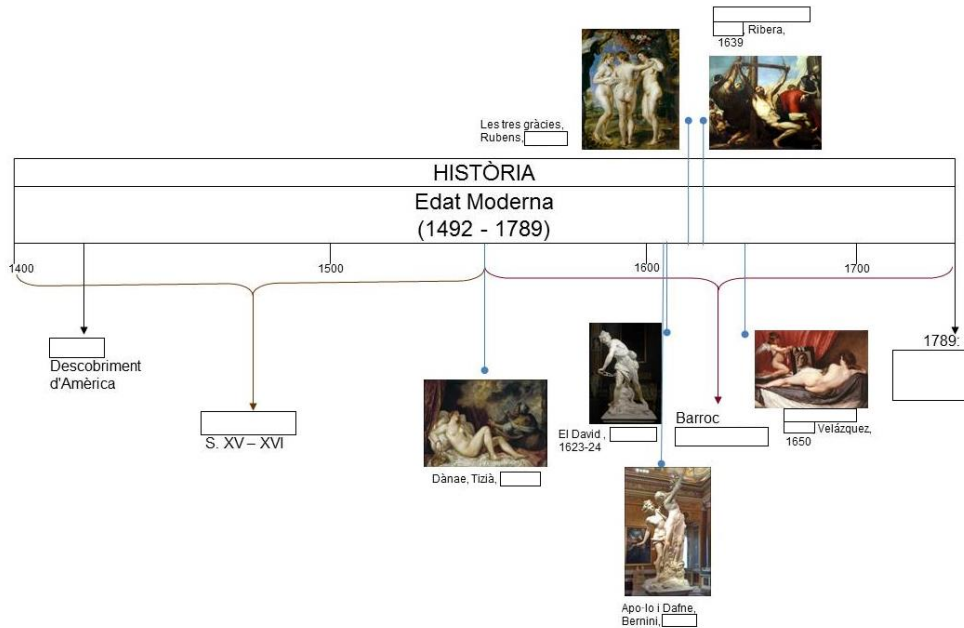 , Ribera,
1639
Les tres gràcies,
Rubens,
HISTÒRIA
Edat Moderna
(1492 - 1789)
1400
1500
1600
1700
Descobriment
d'Amèrica
S. XV – XVI
Dànae, Tizià,
El David ,
1623-24
Barroc
Velázquez,
1650
1789:
Apo·lo i Dafne,
Bernini,